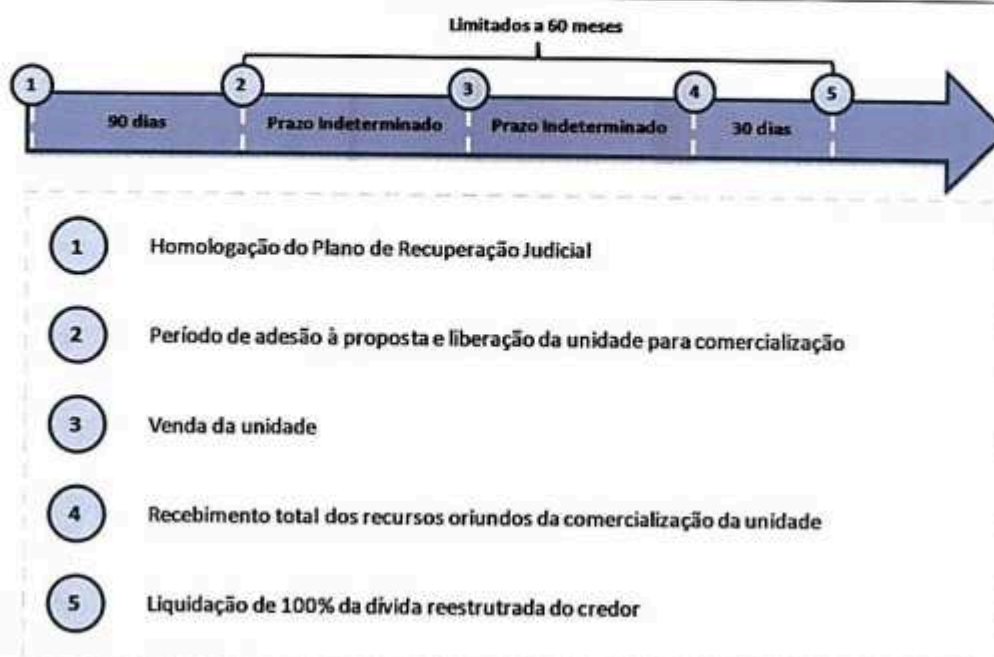 Limitados a 60 meses
1 2 3 4 5
90 dias Prazo Indeterminado Prazo Indeterminado 30 dias
1 Homologação do Plano de Recuperação Judicial
2 Período de adesão à proposta e liberação da unidade para comercialização
3 Venda da unidade
4 Recebimento total dos recursos oriundos da comercialização da unidade
5 Liquidação de 100% da dívida reestrutrada do credor